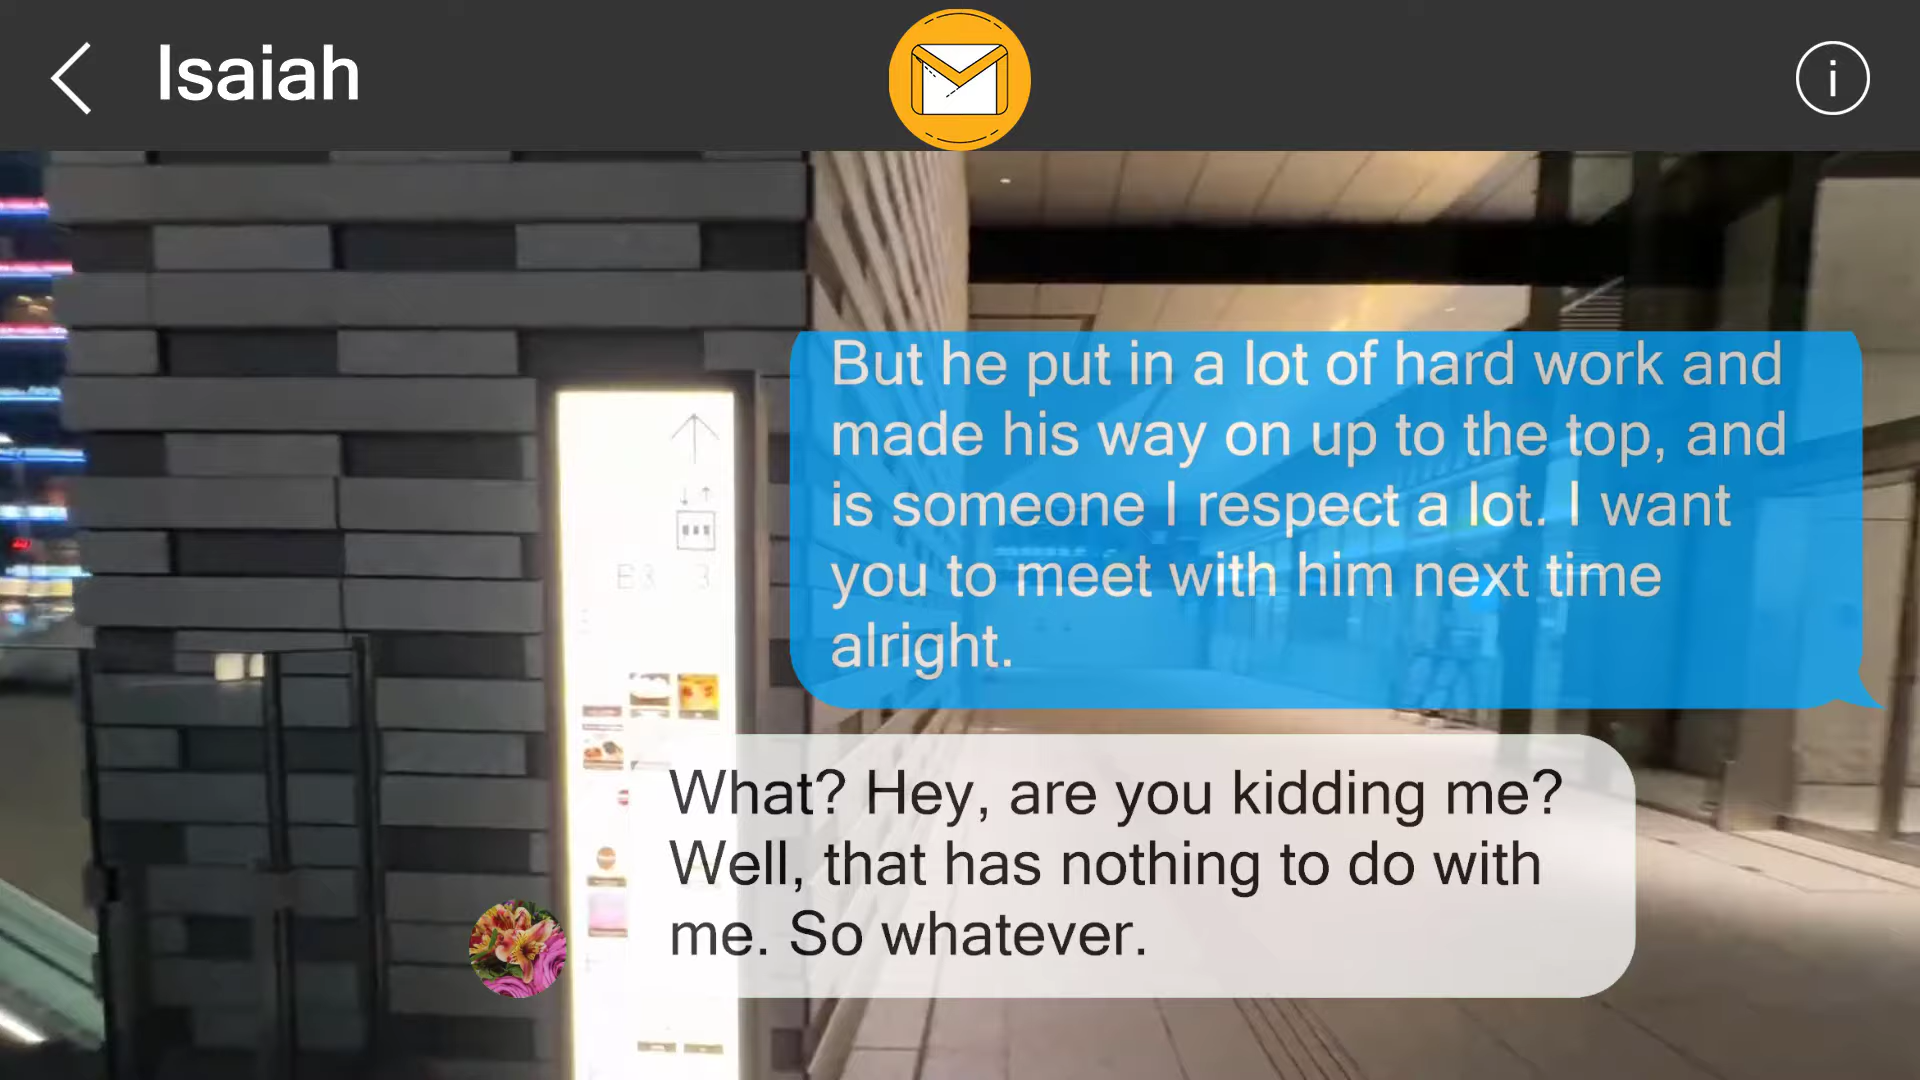 Isaiah
i
But he put in a lot of hard work and
made his way on up to the top, and
is someone I respect a lot. I want
you to meet with him next time
alright.
B3 3
What? Hey, are you kidding me?
Well, that has nothing to do with
me. So whatever.